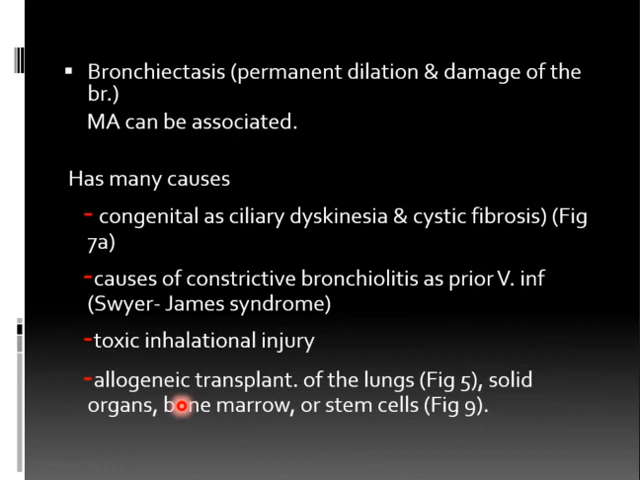 ▪ Bronchiectasis (permanent dilation & damage of the
br.)
MA can be associated.
Has many causes
- congenital as ciliary dyskinesia & cystic fibrosis) (Fig
7a)
-causes of constrictive bronchiolitis as prior V. inf
(Swyer- James syndrome)
-toxic inhalational injury
-allogeneic transplant. of the lungs (Fig 5), solid
organs, bone marrow, or stem cells (Fig 9).